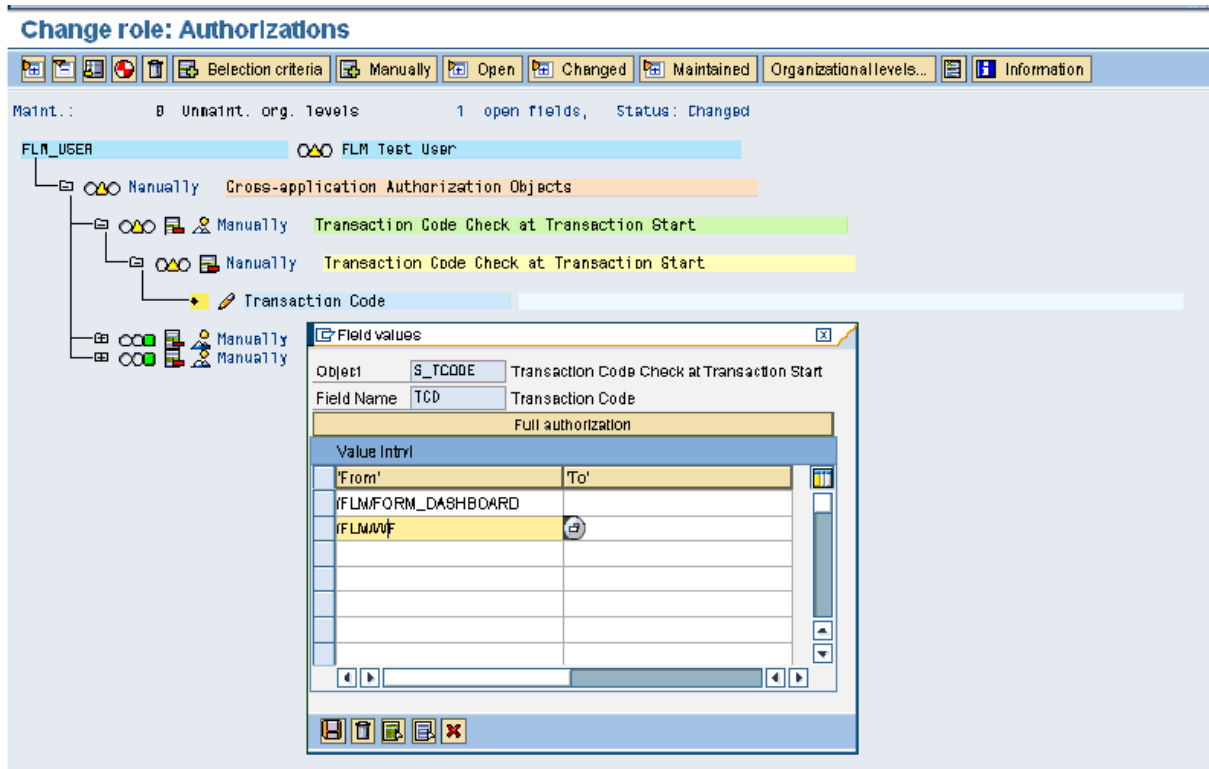 Change role: Authorizations
Selection criteria Manually Open Changed Maintained Organizational levels... Information
Maint.: 0 Unmaint. org. levels 1 open fields, Status: Changed
FLM_USER FLM Test User
Manually Cross-application Authorization Objects
Manually Transaction Code Check at Transaction Start
Manually Transaction Code Check at Transaction Start
Transaction Code
Manually
Manually
Field values
Object S_TCODE Transaction Code Check at Transaction Start
Field Name TCD Transaction Code
Full authorization
Value Intrvl
'From' 'To'
/FLM/FORM_DASHBOARD
/FLM/WF